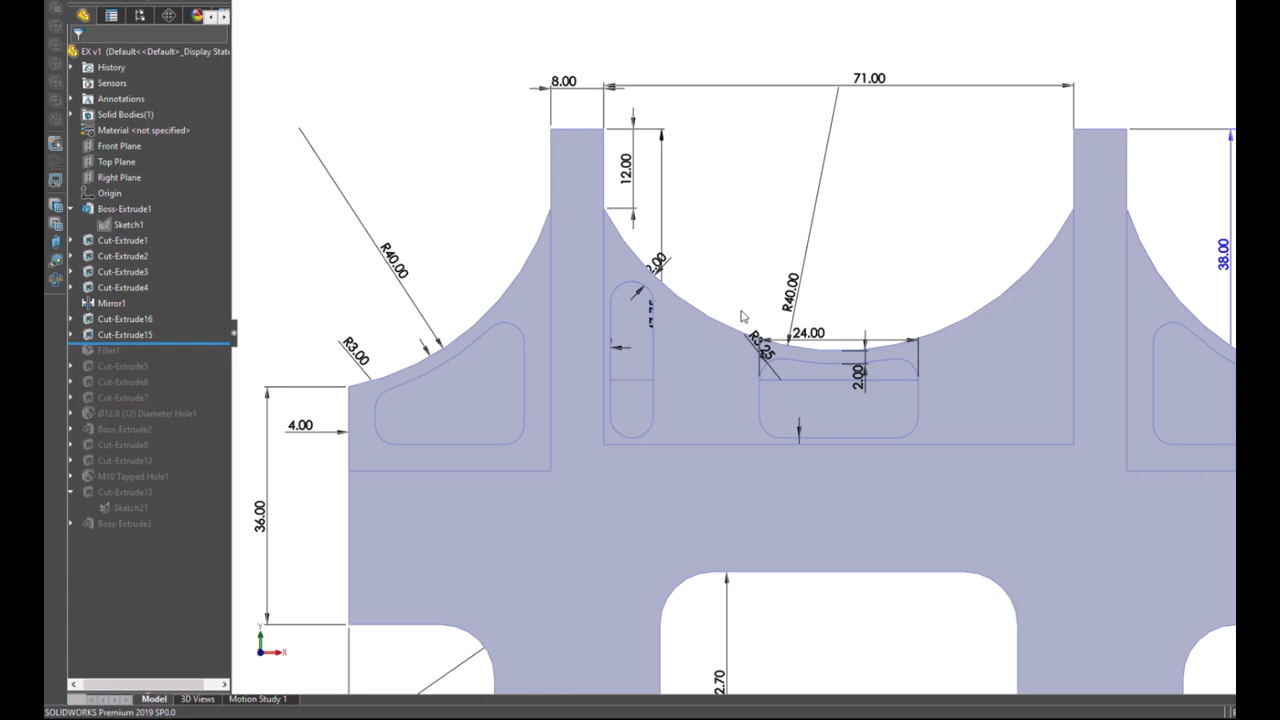 EX v1 (Default<<Default>_Display State
History
Sensors
Annotations
Solid Bodies(1)
Material <not specified>
Front Plane
Top Plane
Right Plane
Origin
Boss-Extrude1
Sketch1
Cut-Extrude1
Cut-Extrude2
Cut-Extrude3
Cut-Extrude4
Mirror1
Cut-Extrude16
Cut-Extrude15
Fillet1
Cut-Extrude5
Cut-Extrude6
Cut-Extrude7
Ø12.0 (12) Diameter Hole1
Boss-Extrude2
Cut-Extrude8
Cut-Extrude12
M10 Tapped Hole1
Cut-Extrude13
Sketch21
Boss-Extrude3
8.00
71.00
12.00
38.00
R40.00
R40.00
24.00
R3.25
R3.00
2.00
4.00
36.00
2.70
Y
X
Model
3D Views
Motion Study 1
SOLIDWORKS Premium 2019 SP0.0